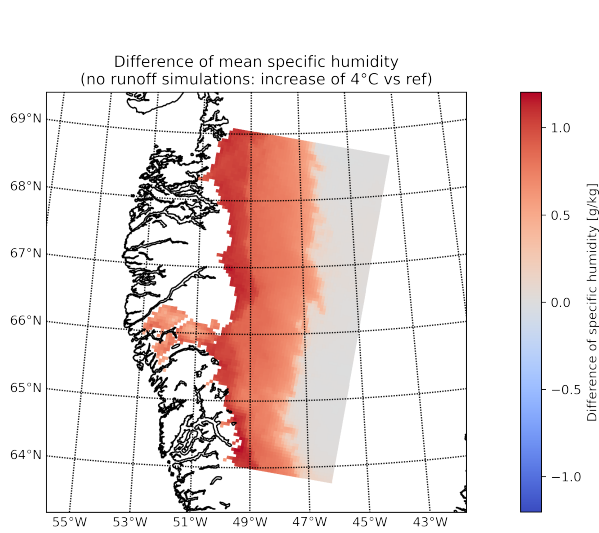 Difference of mean specific humidity
(no runoff simulations: increase of 4°C vs ref)
69°N
68°N
67°N
66°N
65°N
64°N
55°W 53°W 51°W 49°W 47°W 45°W 43°W
1.0
0.5
0.0
−0.5
−1.0
Difference of specific humidity [g/kg]